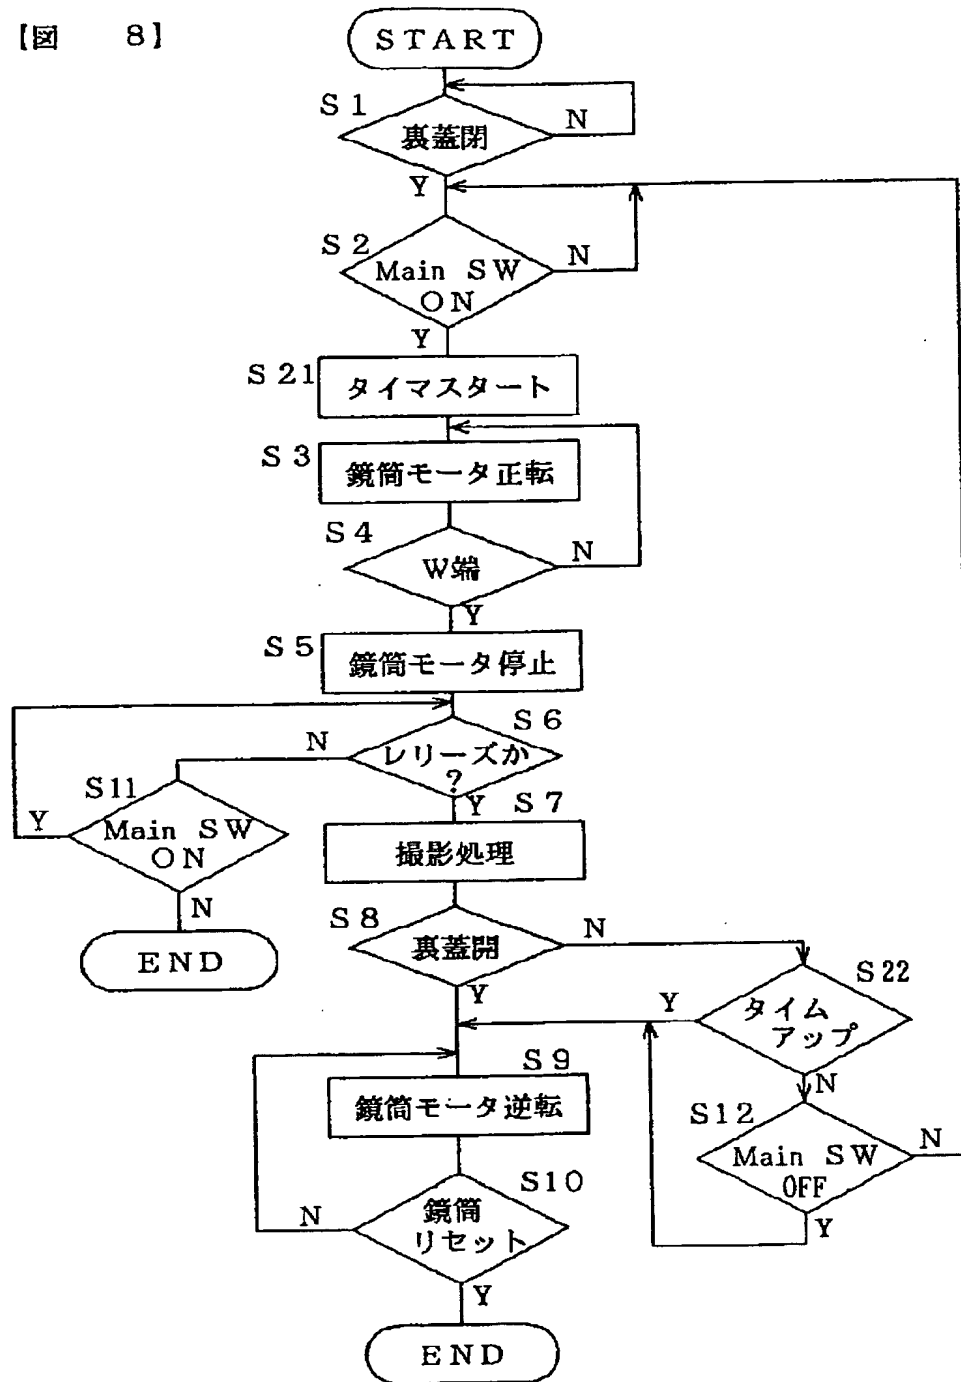 【図 8】
START
S1
裏蓋閉
N
Y
S2
Main SW
ON
N
Y
S21
タイマスタート
S3
鏡筒モータ正転
S4
W端
N
Y
S5
鏡筒モータ停止
S6
レリーズか
?
N
Y
S11
Main SW
ON
Y
N
END
S7
撮影処理
S8
裏蓋開
N
Y
S22
タイム
アップ
Y
N
S12
Main SW
OFF
N
Y
S9
鏡筒モータ逆転
S10
鏡筒
リセット
N
Y
END